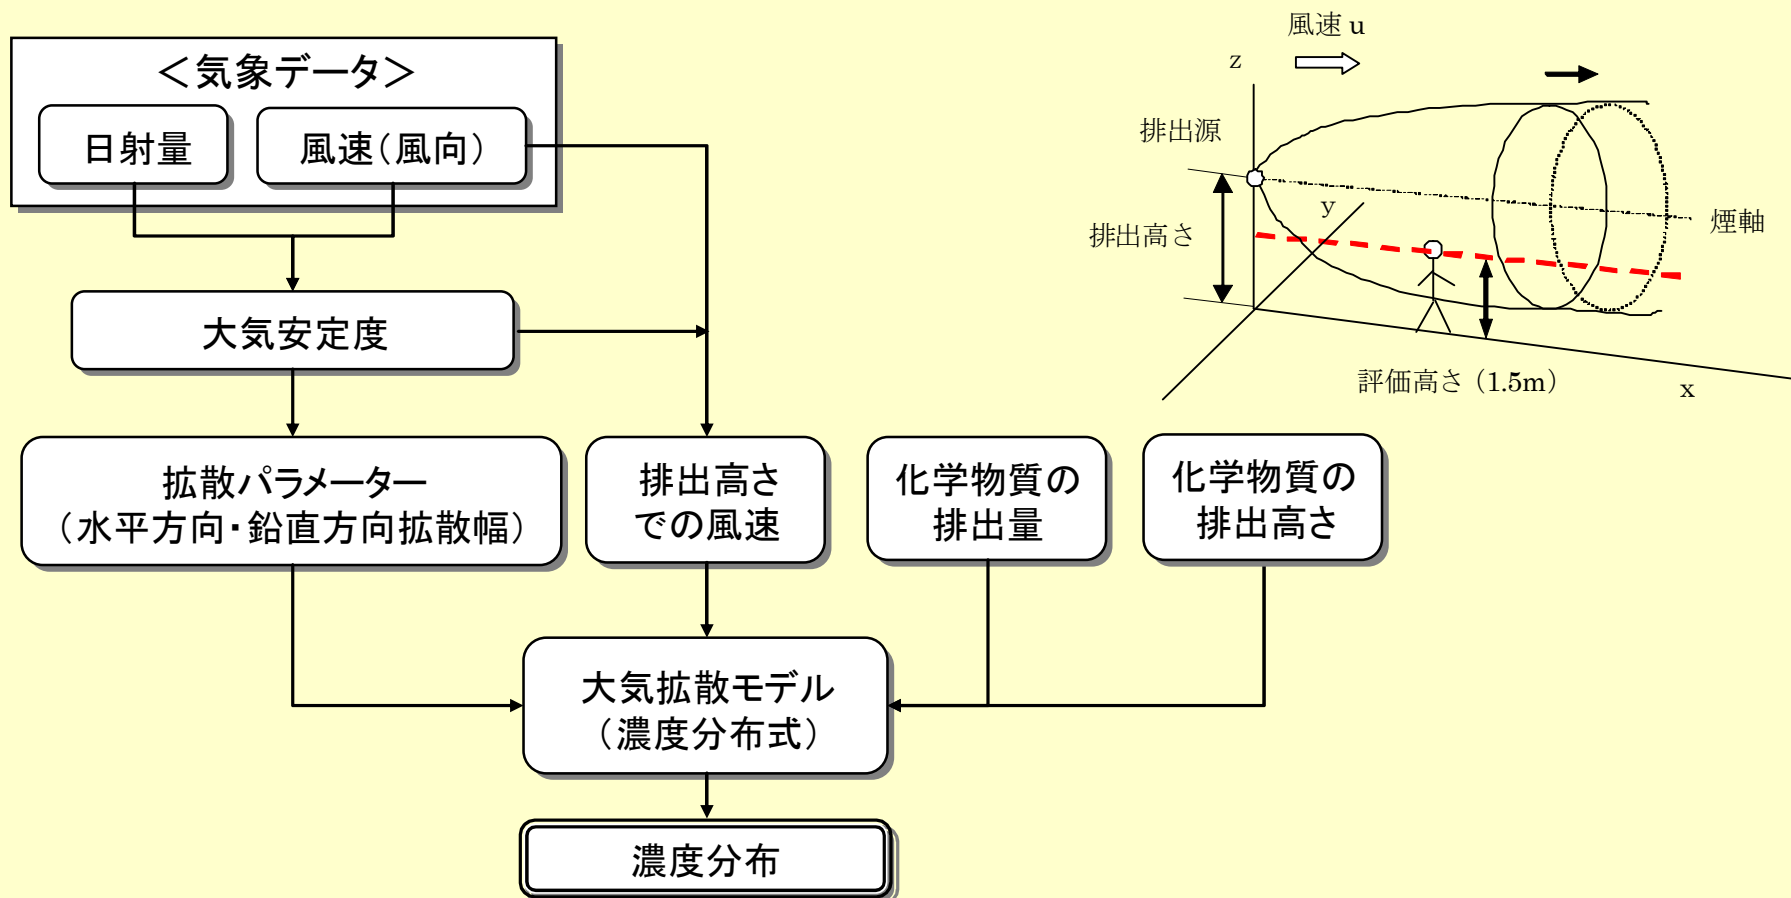 ＜気象データ＞
日射量
風速（風向）
大気安定度
拡散パラメーター
（水平方向・鉛直方向拡散幅）
排出高さ
での風速
化学物質の
排出量
化学物質の
排出高さ
大気拡散モデル
（濃度分布式）
濃度分布
風速 u
z
排出源
y
排出高さ
煙軸
評価高さ（1.5m）
x